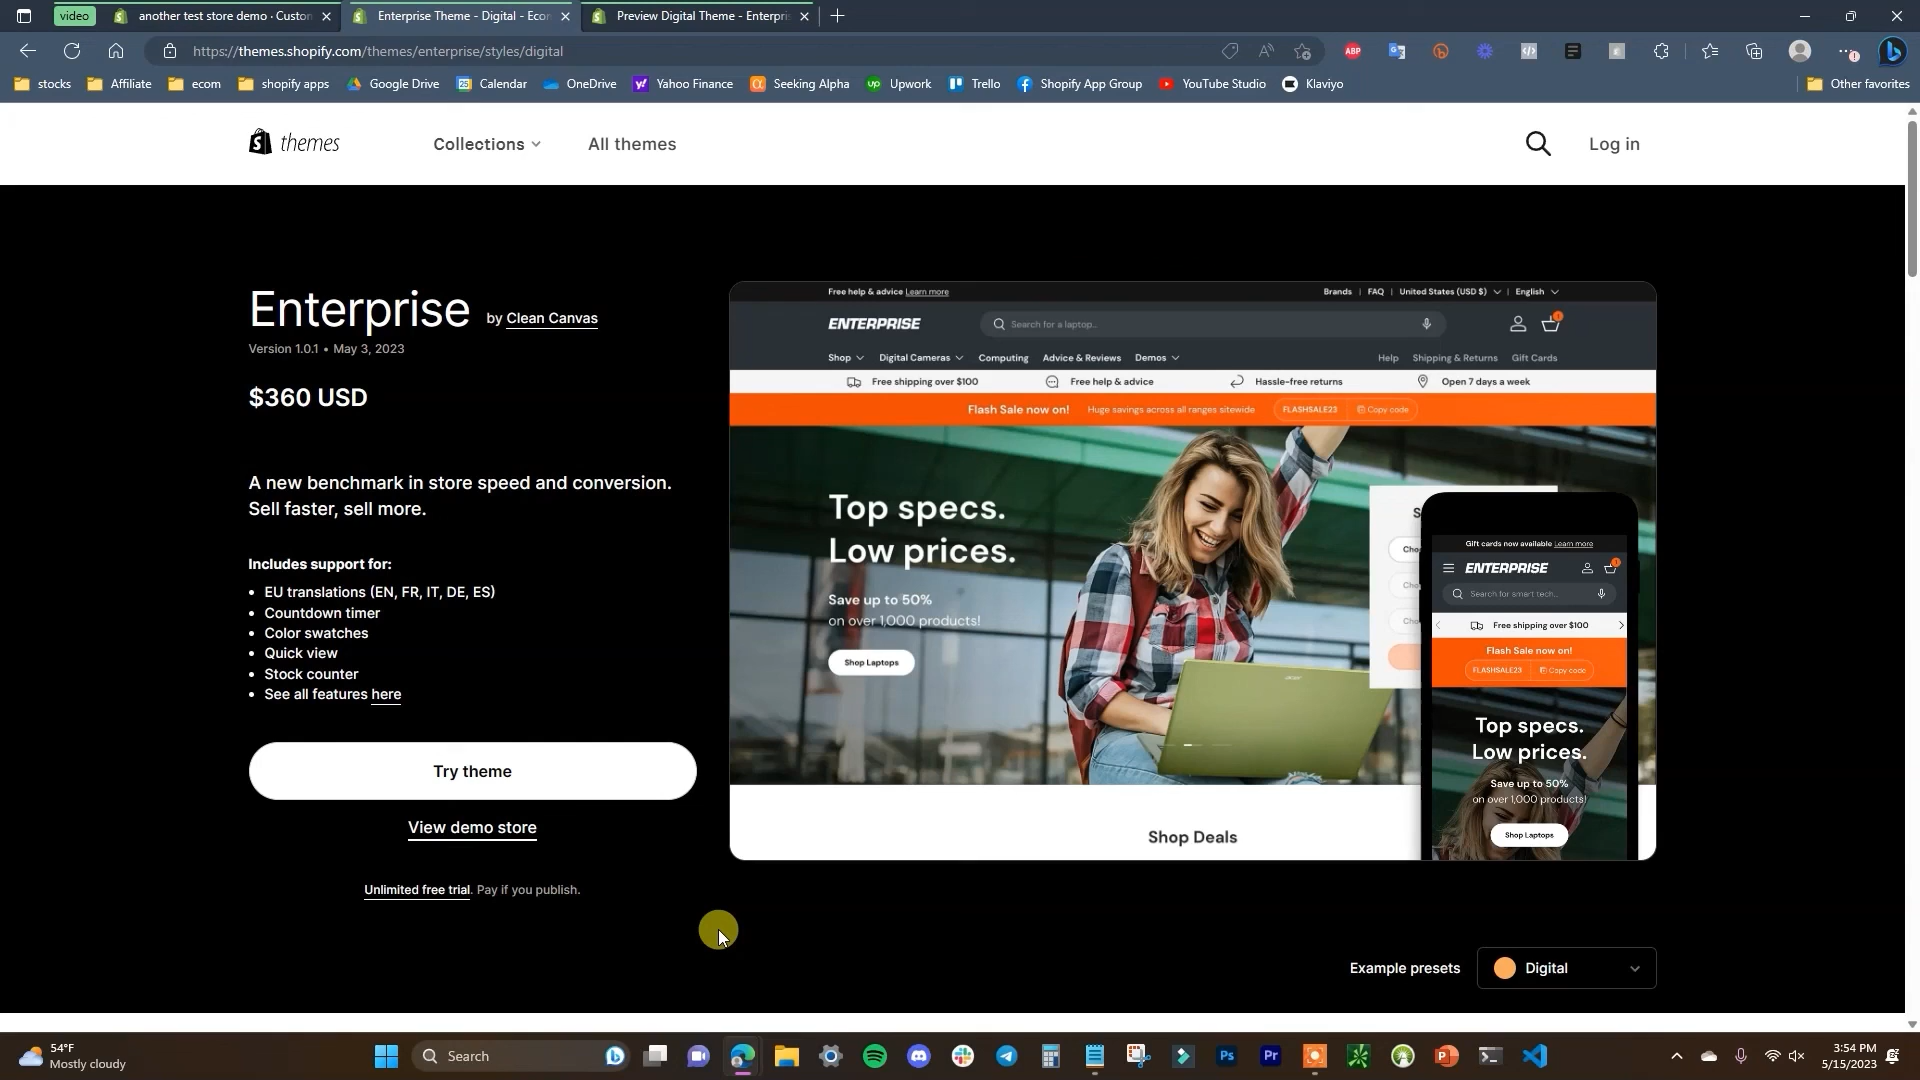 video
another test store demo · Custom
Enterprise Theme - Digital - Econ
Preview Digital Theme - Enterpris
https://themes.shopify.com/themes/enterprise/styles/digital
ABP
stocks
Affiliate
ecom
shopify apps
Google Drive
Calendar
OneDrive
Yahoo Finance
Seeking Alpha
Upwork
Trello
Shopify App Group
YouTube Studio
Klaviyo
Other favorites
themes
Collections
All themes
Log in
Enterprise by Clean Canvas
Version 1.0.1 • May 3, 2023
$360 USD
A new benchmark in store speed and conversion.
Sell faster, sell more.
Includes support for:
• EU translations (EN, FR, IT, DE, ES)
• Countdown timer
• Color swatches
• Quick view
• Stock counter
• See all features here
Try theme
View demo store
Unlimited free trial. Pay if you publish.
Free help & advice Learn more
Brands | FAQ | United States (USD $) | English
ENTERPRISE
Search for a laptop...
Shop Digital Cameras Computing Advice & Reviews Demos
Help Shipping & Returns Gift Cards
Free shipping over $100
Free help & advice
Hassle-free returns
Open 7 days a week
Flash Sale now on! Huge savings across all ranges sitewide FLASHSALE23 Copy code
Top specs.
Low prices.
Save up to 50%
on over 1,000 products!
Shop Laptops
acer
S
Cho
Cho
Cho
Shop Deals
Gift cards now available Learn more
ENTERPRISE
Search for smart tech...
Free shipping over $100
Flash Sale now on!
FLASHSALE23 Copy code
Top specs.
Low prices.
Save up to 50%
on over 1,000 products!
Shop Laptops
Example presets
Digital
54°F
Mostly cloudy
Search
Ps
Pr
3:54 PM
5/15/2023